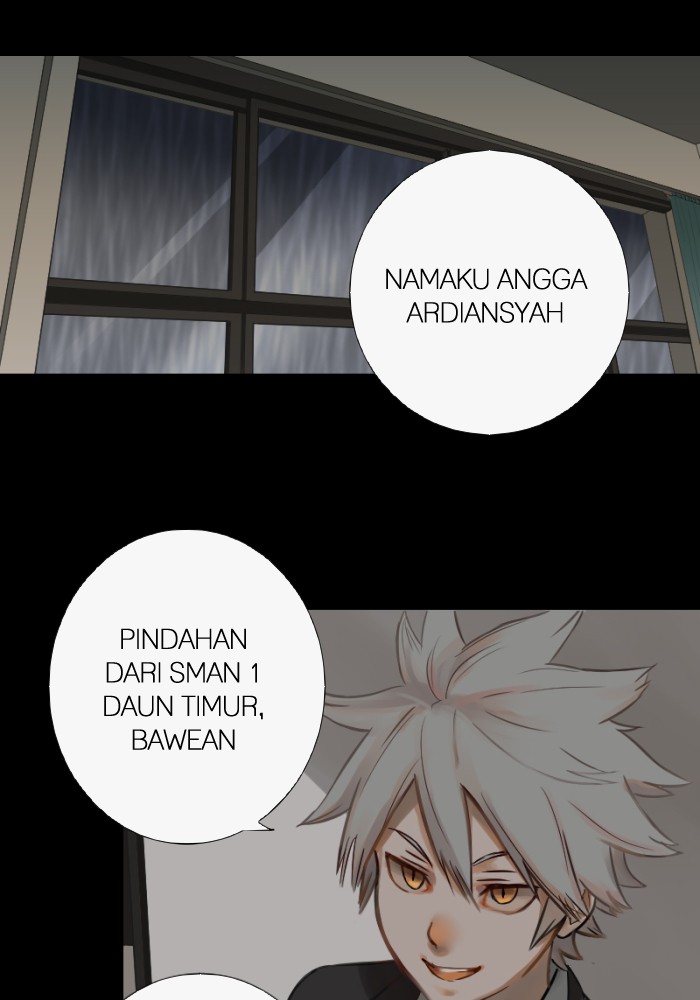 NAMAKU ANGGA
ARDIANSYAH
PINDAHAN
DARI SMAN 1
DAUN TIMUR,
BAWEAN